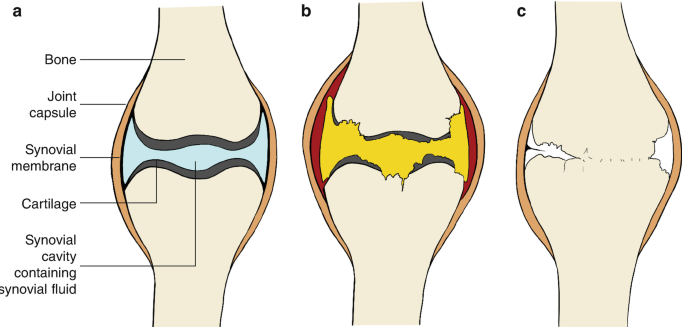 a
b
c
Bone
Joint
capsule
Synovial
membrane
Cartilage
Synovial
cavity
containing
synovial fluid